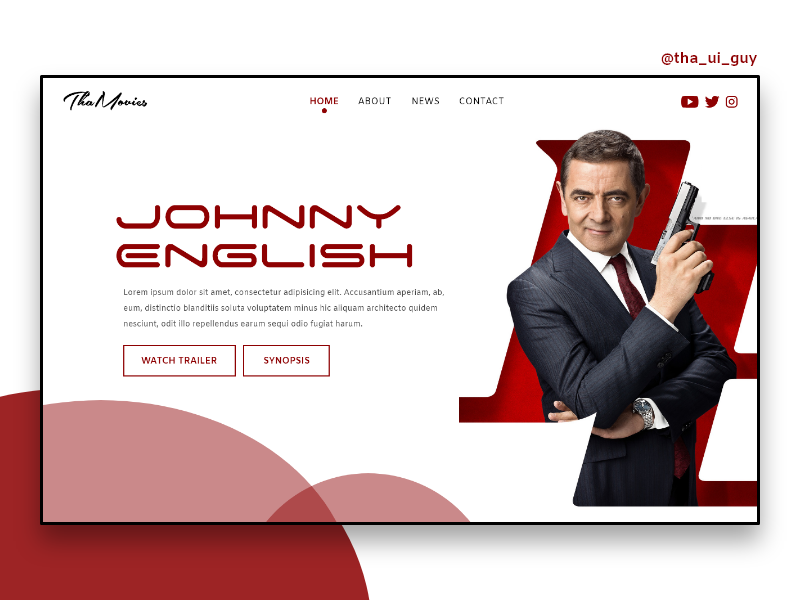 @tha_ui_guy
ThaMovies
HOME ABOUT NEWS CONTACT
JOHNNY
ENGLISH
Lorem ipsum dolor sit amet, consectetur adipisicing elit. Accusantium aperiam, ab,
eum, distinctio blanditiis soluta voluptatem minus hic aliquam architecto quidem
nesciunt, odit illo repellendus earum sequi odio fugiat harum.
WATCH TRAILER SYNOPSIS